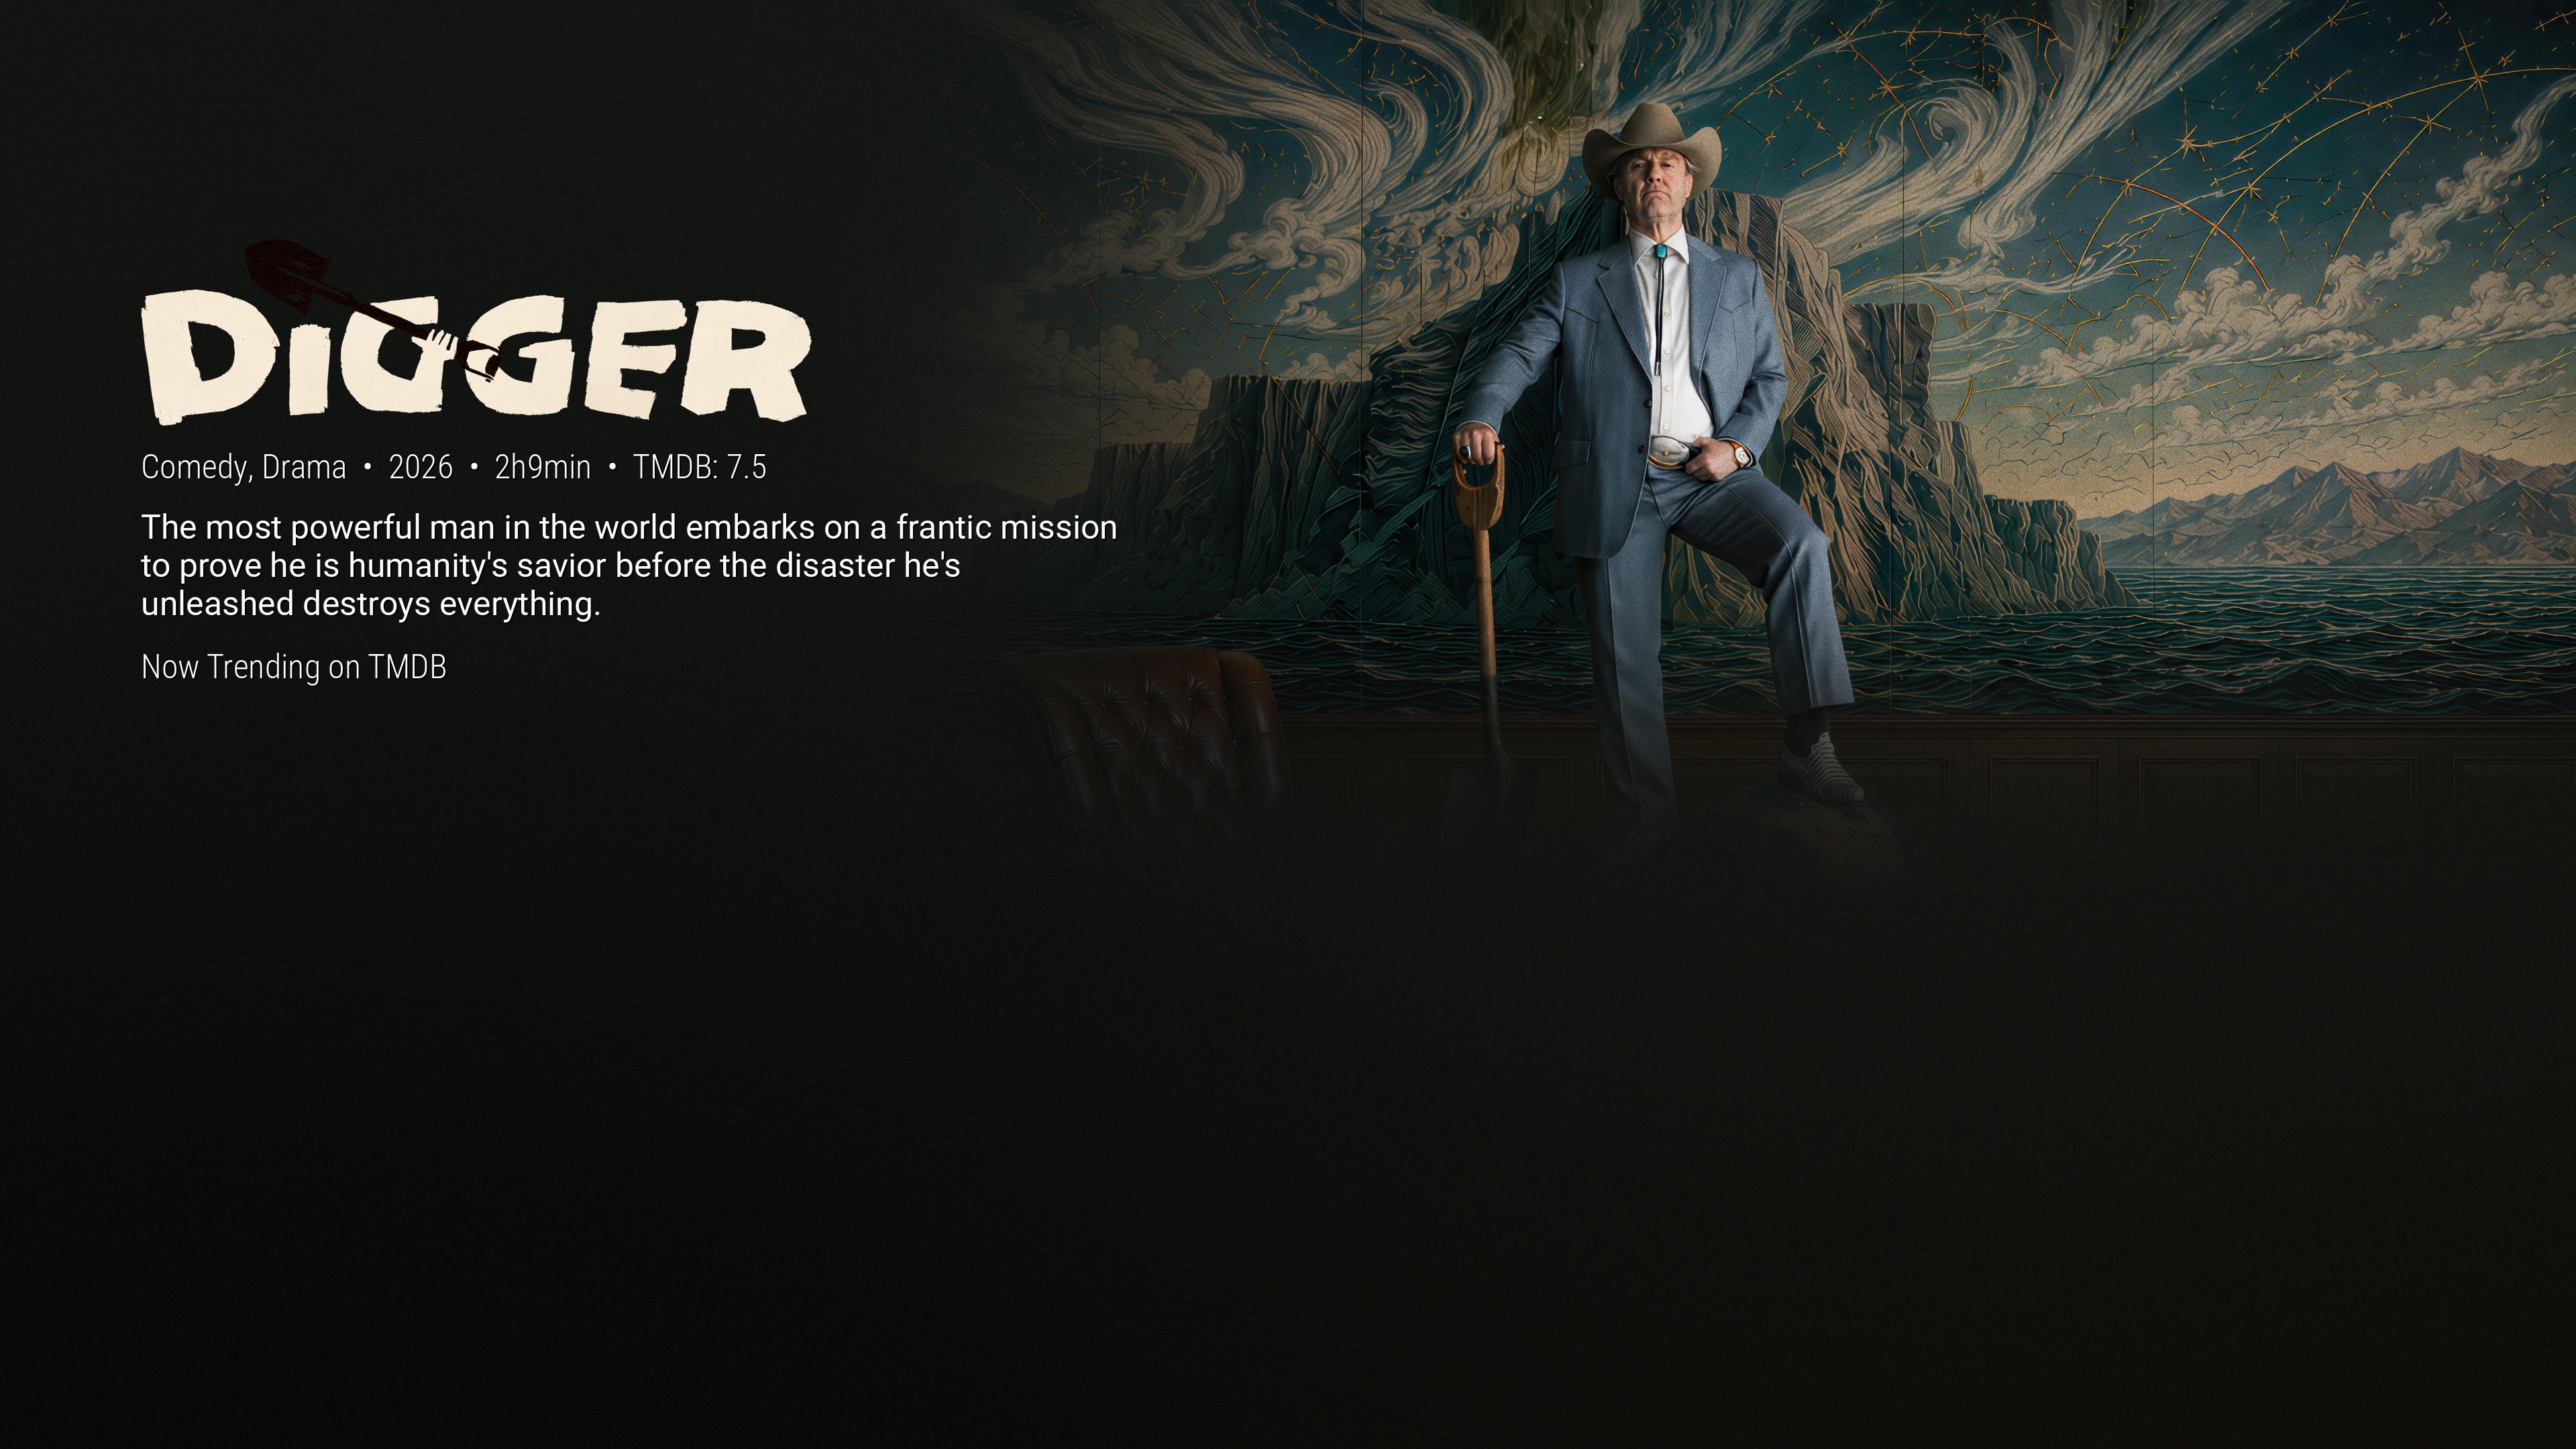 DiGGER
Comedy, Drama • 2026 • 2h9min • TMDB: 7.5
The most powerful man in the world embarks on a frantic mission
to prove he is humanity's savior before the disaster he's
unleashed destroys everything.
Now Trending on TMDB